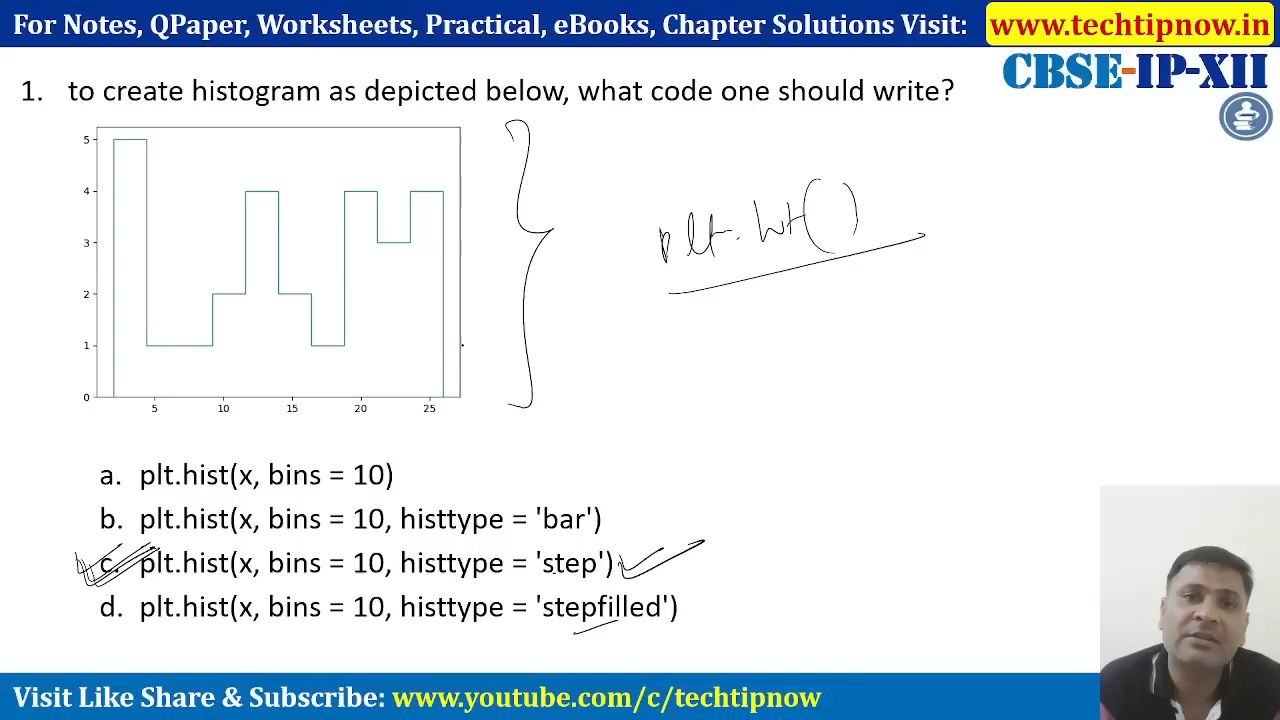 For Notes, QPaper, Worksheets, Practical, eBooks, Chapter Solutions Visit: www.techtipnow.in
CBSE-IP-XII
1. to create histogram as depicted below, what code one should write?
5
4
3
2
1
0
5 10 15 20 25
plt. hist()
a. plt.hist(x, bins = 10)
b. plt.hist(x, bins = 10, histtype = 'bar')
c. plt.hist(x, bins = 10, histtype = 'step')
d. plt.hist(x, bins = 10, histtype = 'stepfilled')
Visit Like Share & Subscribe: www.youtube.com/c/techtipnow